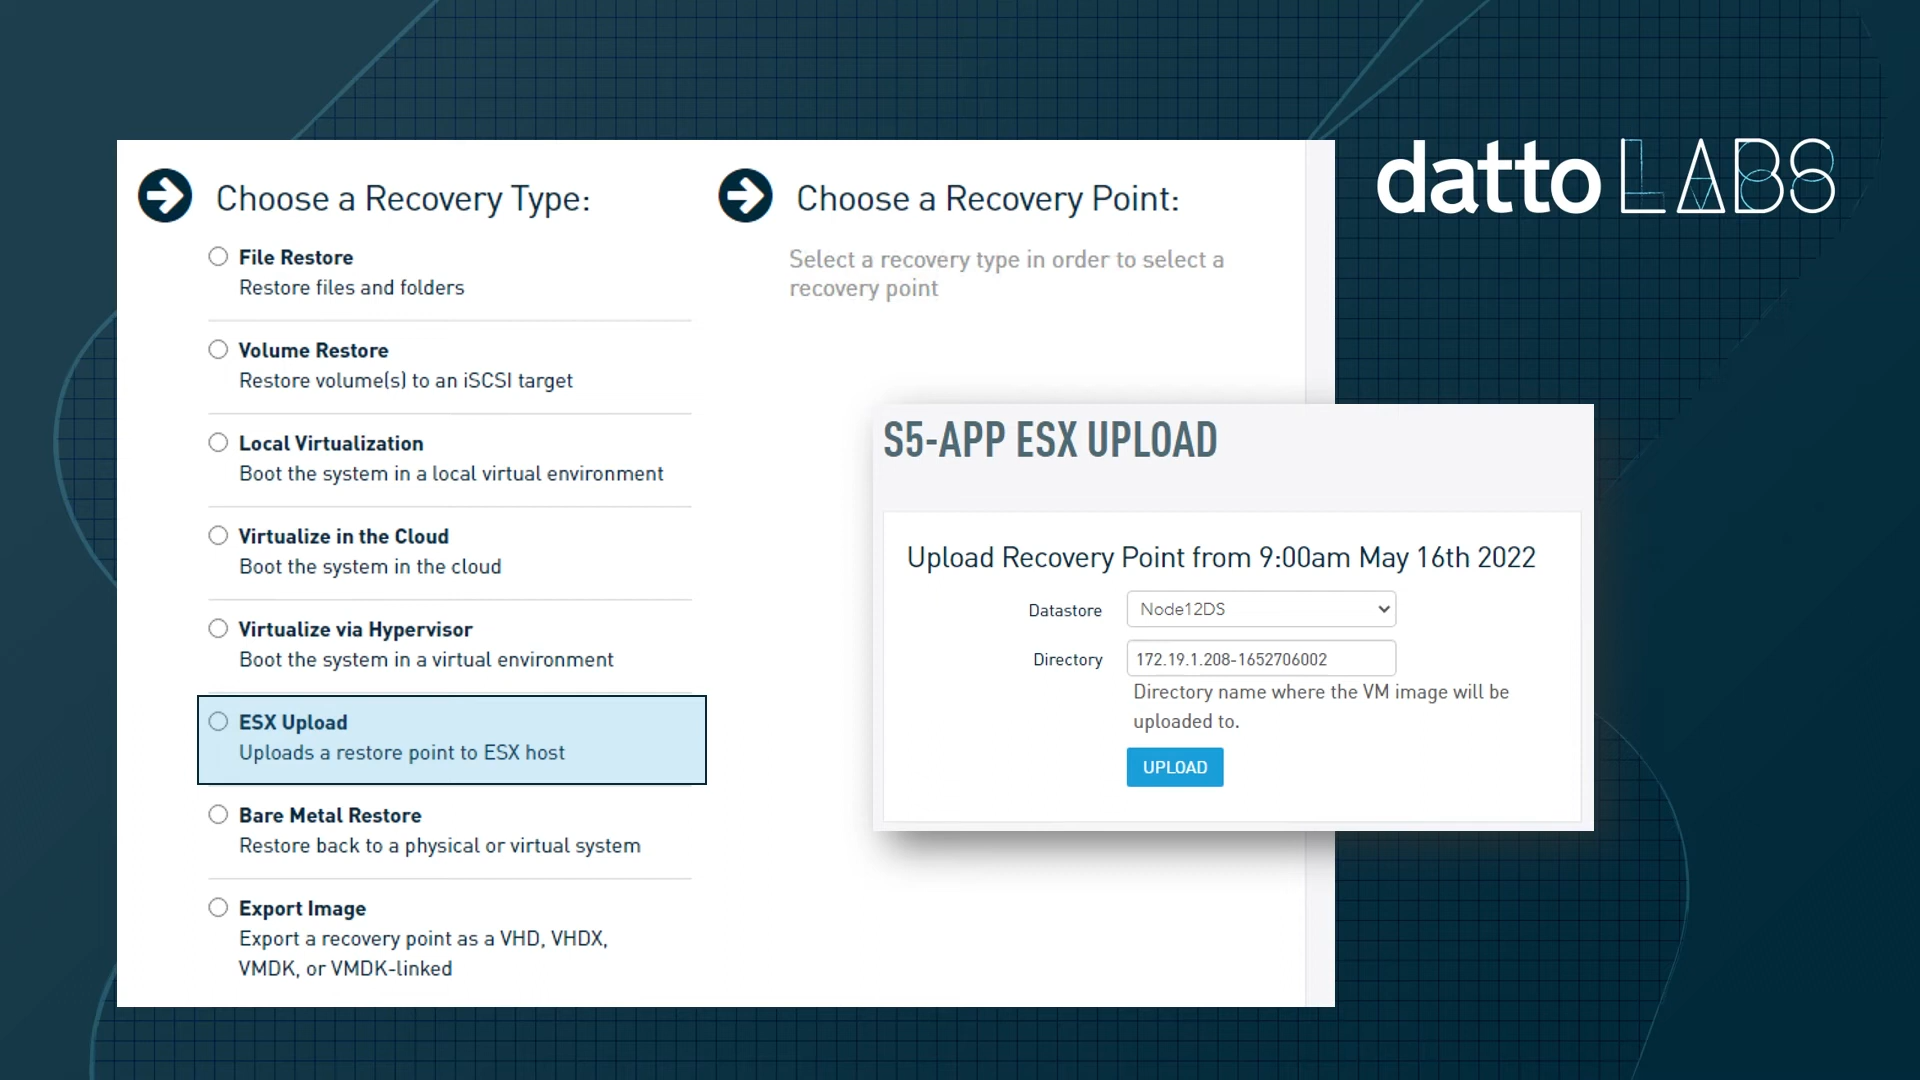 datto LABS
Choose a Recovery Type:
File Restore
Restore files and folders
Volume Restore
Restore volume(s) to an iSCSI target
Local Virtualization
Boot the system in a local virtual environment
Virtualize in the Cloud
Boot the system in the cloud
Virtualize via Hypervisor
Boot the system in a virtual environment
ESX Upload
Uploads a restore point to ESX host
Bare Metal Restore
Restore back to a physical or virtual system
Export Image
Export a recovery point as a VHD, VHDX,
VMDK, or VMDK-linked
Choose a Recovery Point:
Select a recovery type in order to select a
recovery point
S5-APP ESX UPLOAD
Upload Recovery Point from 9:00am May 16th 2022
Datastore Node12DS
Directory 172.19.1.208-1652706002
Directory name where the VM image will be
uploaded to.
UPLOAD